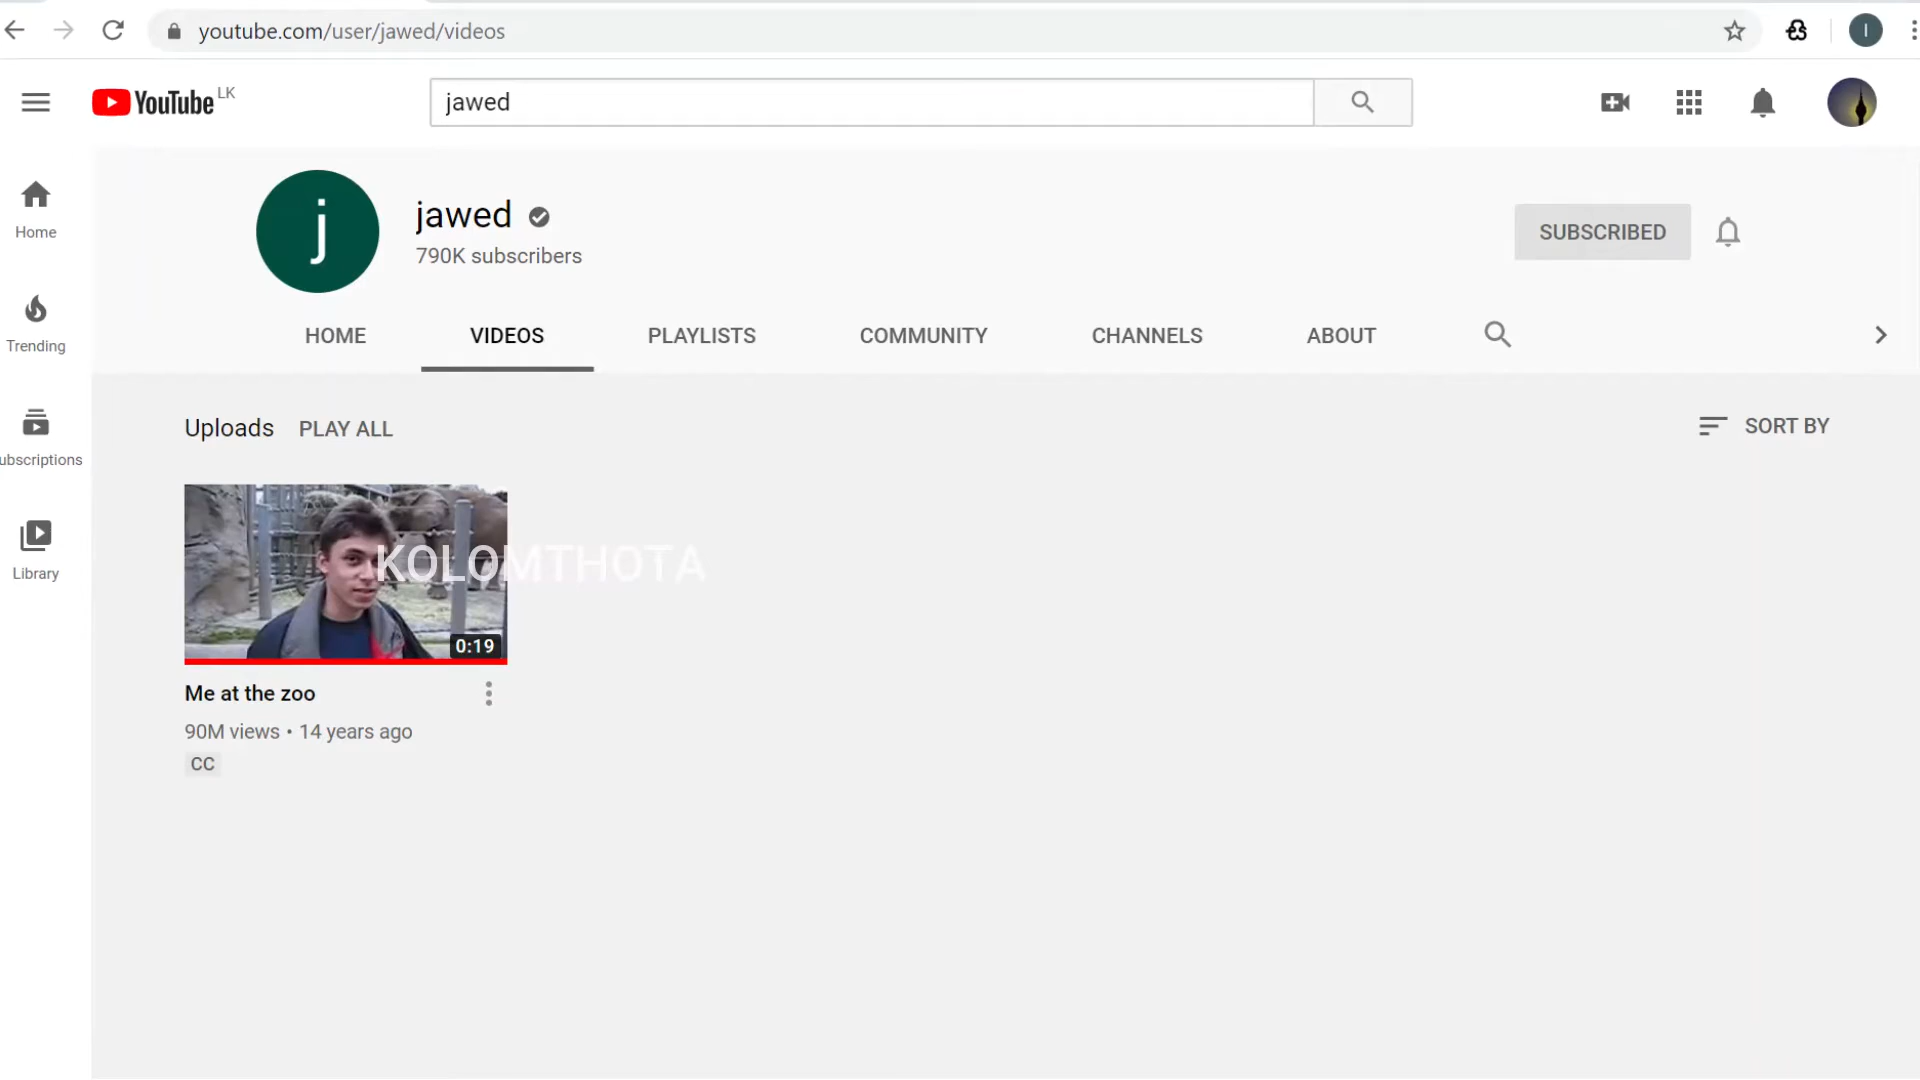 youtube.com/user/jawed/videos
I
YouTube LK
jawed
Home
Trending
ubscriptions
Library
j
jawed
790K subscribers
SUBSCRIBED
HOME
VIDEOS
PLAYLISTS
COMMUNITY
CHANNELS
ABOUT
Uploads
PLAY ALL
SORT BY
KOLOMTHOTA
0:19
Me at the zoo
90M views • 14 years ago
CC